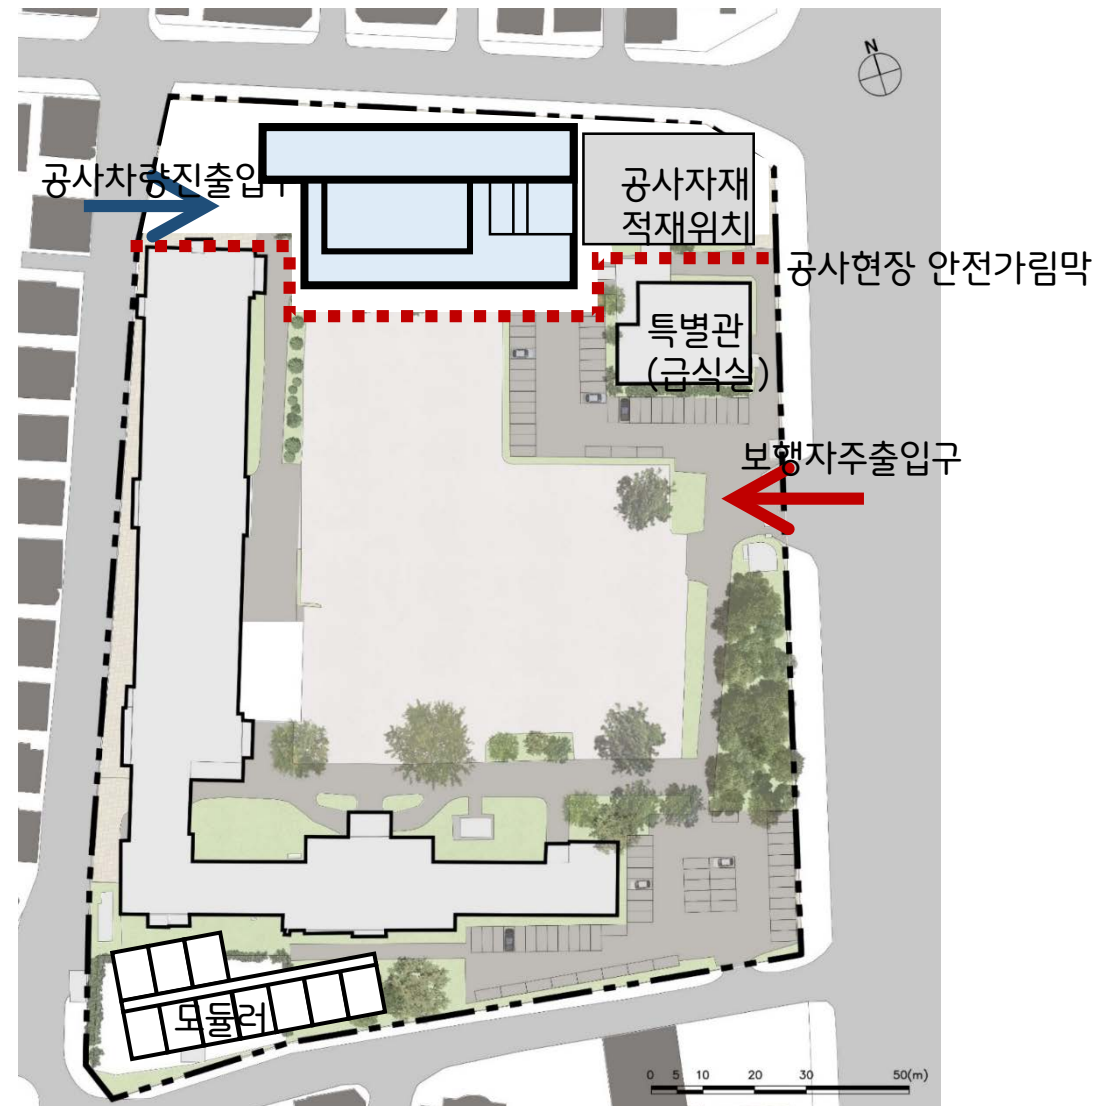 N
공사차량진출입구
공사자재
적재위치
공사현장 안전가림막
특별관
(급식실)
보행자주출입구
모듈러
0 5 10 20 30 50(m)